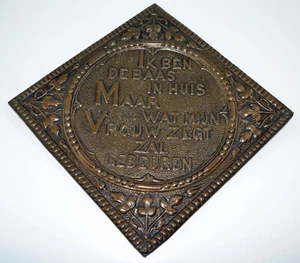 IK BEN
DE BAAS
IN HUIS
MAAR
WAT MIJN
VROUW ZEGT
ZAL
GEBEUREN